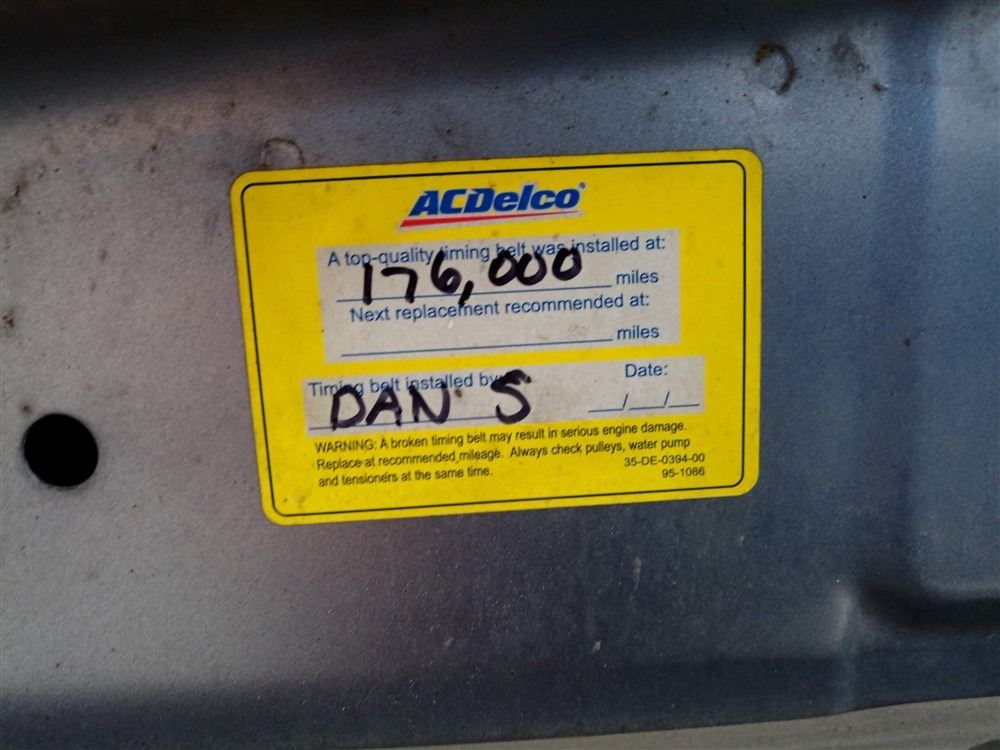 ACDelco®
A top-quality timing belt was installed at:
176,000 miles
Next replacement recommended at:
miles
Timing belt installed by: Date:
DAN S / /
WARNING: A broken timing belt may result in serious engine damage.
Replace at recommended mileage. Always check pulleys, water pump
and tensioners at the same time.
35-DE-0394-00
95-1086